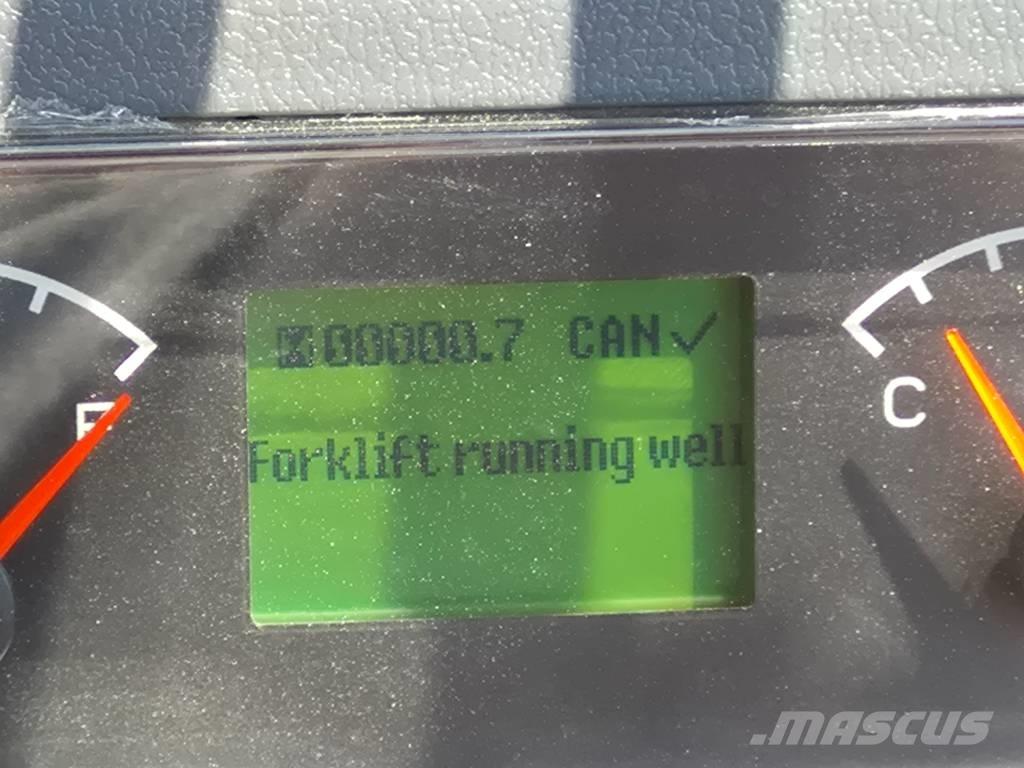 00000.7 CAN✓
F
C
Forklift running well
MASCUS